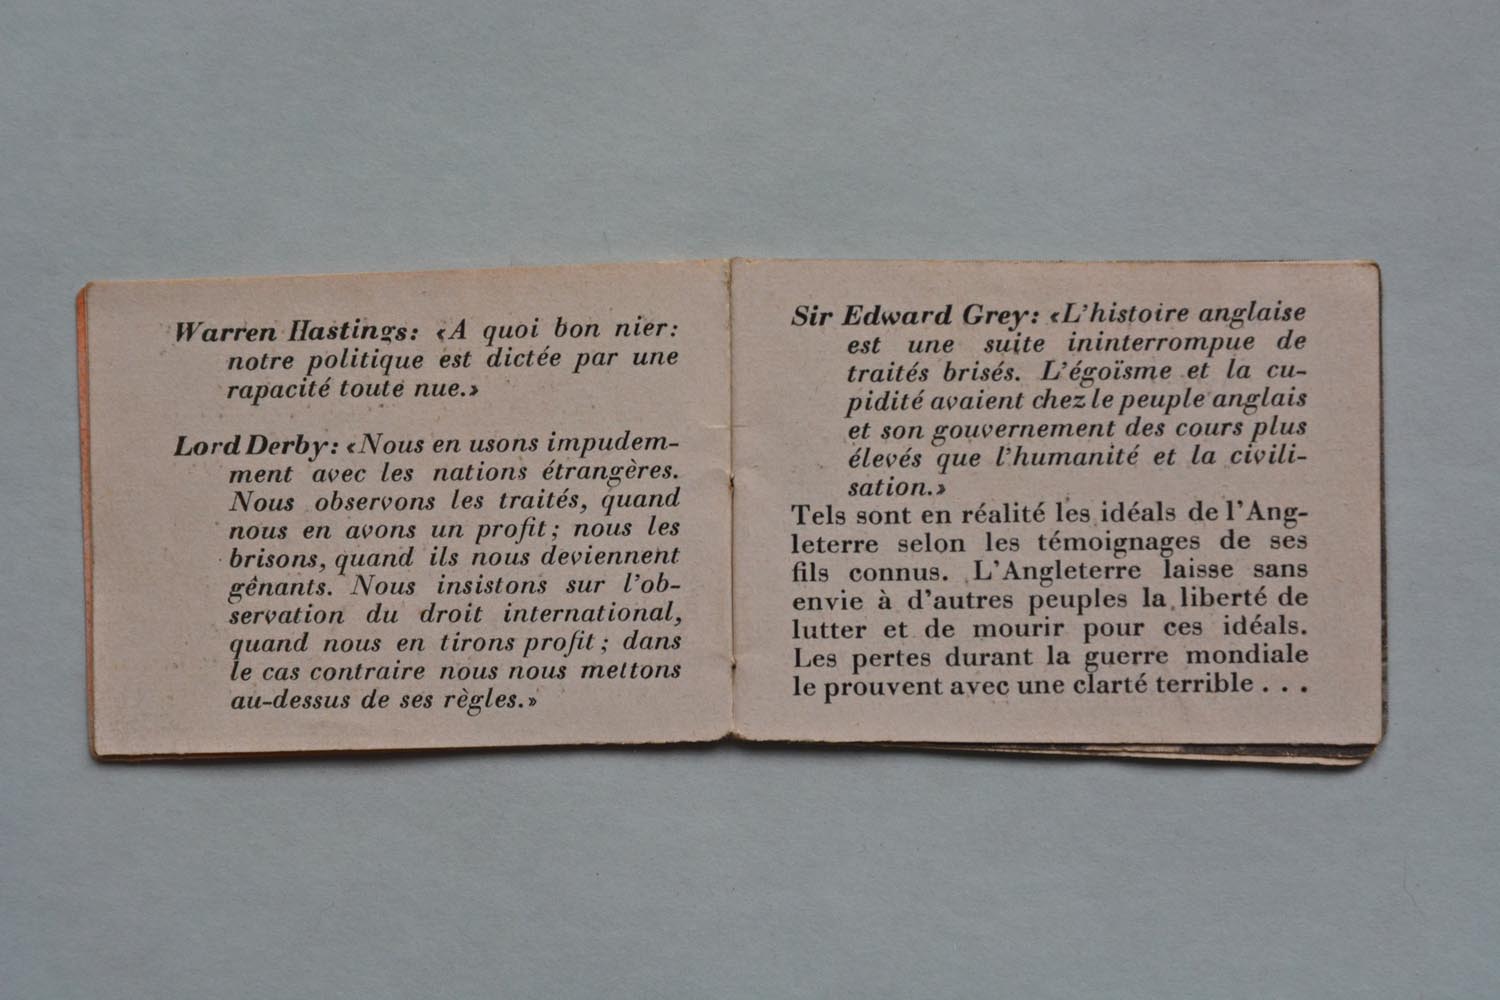 Warren Hastings: «A quoi bon nier:
notre politique est dictée par une
rapacité toute nue.»
Lord Derby: «Nous en usons impudem-
ment avec les nations étrangères.
Nous observons les traités, quand
nous en avons un profit; nous les
brisons, quand ils nous deviennent
gênants. Nous insistons sur l'ob-
servation du droit international,
quand nous en tirons profit; dans
le cas contraire nous nous mettons
au-dessus de ses règles.»
Sir Edward Grey: «L'histoire anglaise
est une suite ininterrompue de
traités brisés. L'égoïsme et la cu-
pidité avaient chez le peuple anglais
et son gouvernement des cours plus
élevés que l'humanité et la civili-
sation.»
Tels sont en réalité les idéals de l'Ang-
leterre selon les témoignages de ses
fils connus. L'Angleterre laisse sans
envie à d'autres peuples la liberté de
lutter et de mourir pour ces idéals.
Les pertes durant la guerre mondiale
le prouvent avec une clarté terrible . . .